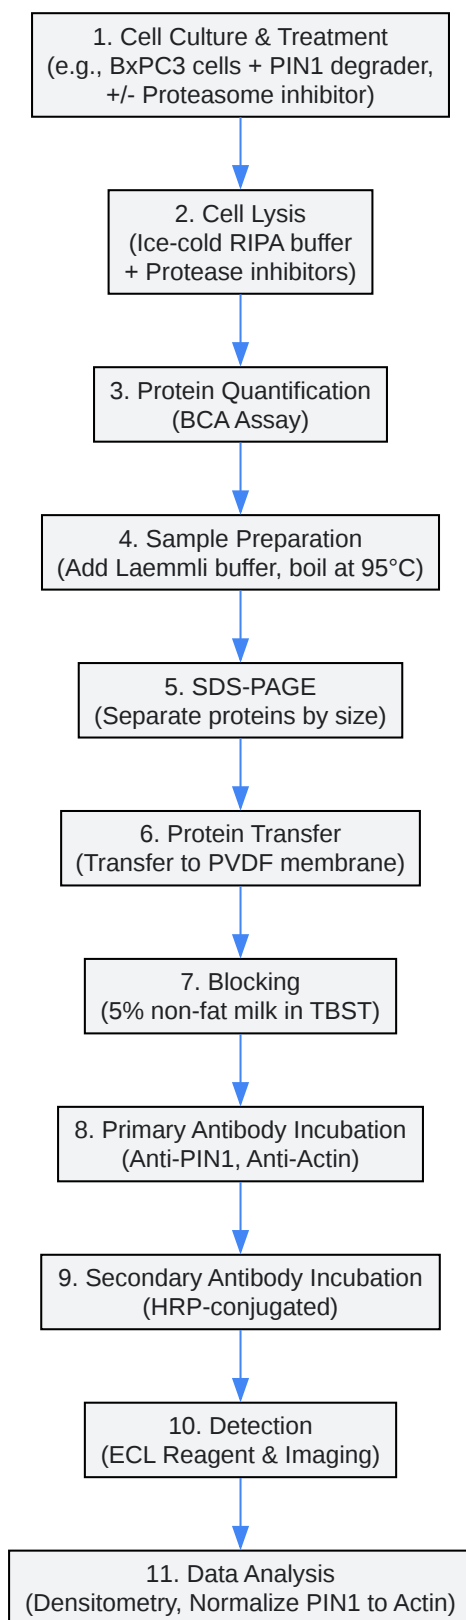 1. Cell Culture & Treatment
(e.g., BxPC3 cells + PIN1 degrader,
+/- Proteasome inhibitor)
2. Cell Lysis
(Ice-cold RIPA buffer
+ Protease inhibitors)
3. Protein Quantification
(BCA Assay)
4. Sample Preparation
(Add Laemmli buffer, boil at 95°C)
5. SDS-PAGE
(Separate proteins by size)
6. Protein Transfer
(Transfer to PVDF membrane)
7. Blocking
(5% non-fat milk in TBST)
8. Primary Antibody Incubation
(Anti-PIN1, Anti-Actin)
9. Secondary Antibody Incubation
(HRP-conjugated)
10. Detection
(ECL Reagent & Imaging)
11. Data Analysis
(Densitometry, Normalize PIN1 to Actin)